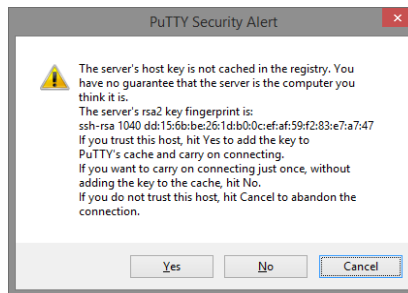 PuTTY Security Alert
The server's host key is not cached in the registry. You
have no guarantee that the server is the computer you
think it is.
The server's rsa2 key fingerprint is:
ssh-rsa 1040 dd:15:6b:be:26:1d:b0:0c:ef:af:59:f2:83:e7:a7:47
If you trust this host, hit Yes to add the key to
PuTTY's cache and carry on connecting.
If you want to carry on connecting just once, without
adding the key to the cache, hit No.
If you do not trust this host, hit Cancel to abandon the
connection.
Yes No Cancel